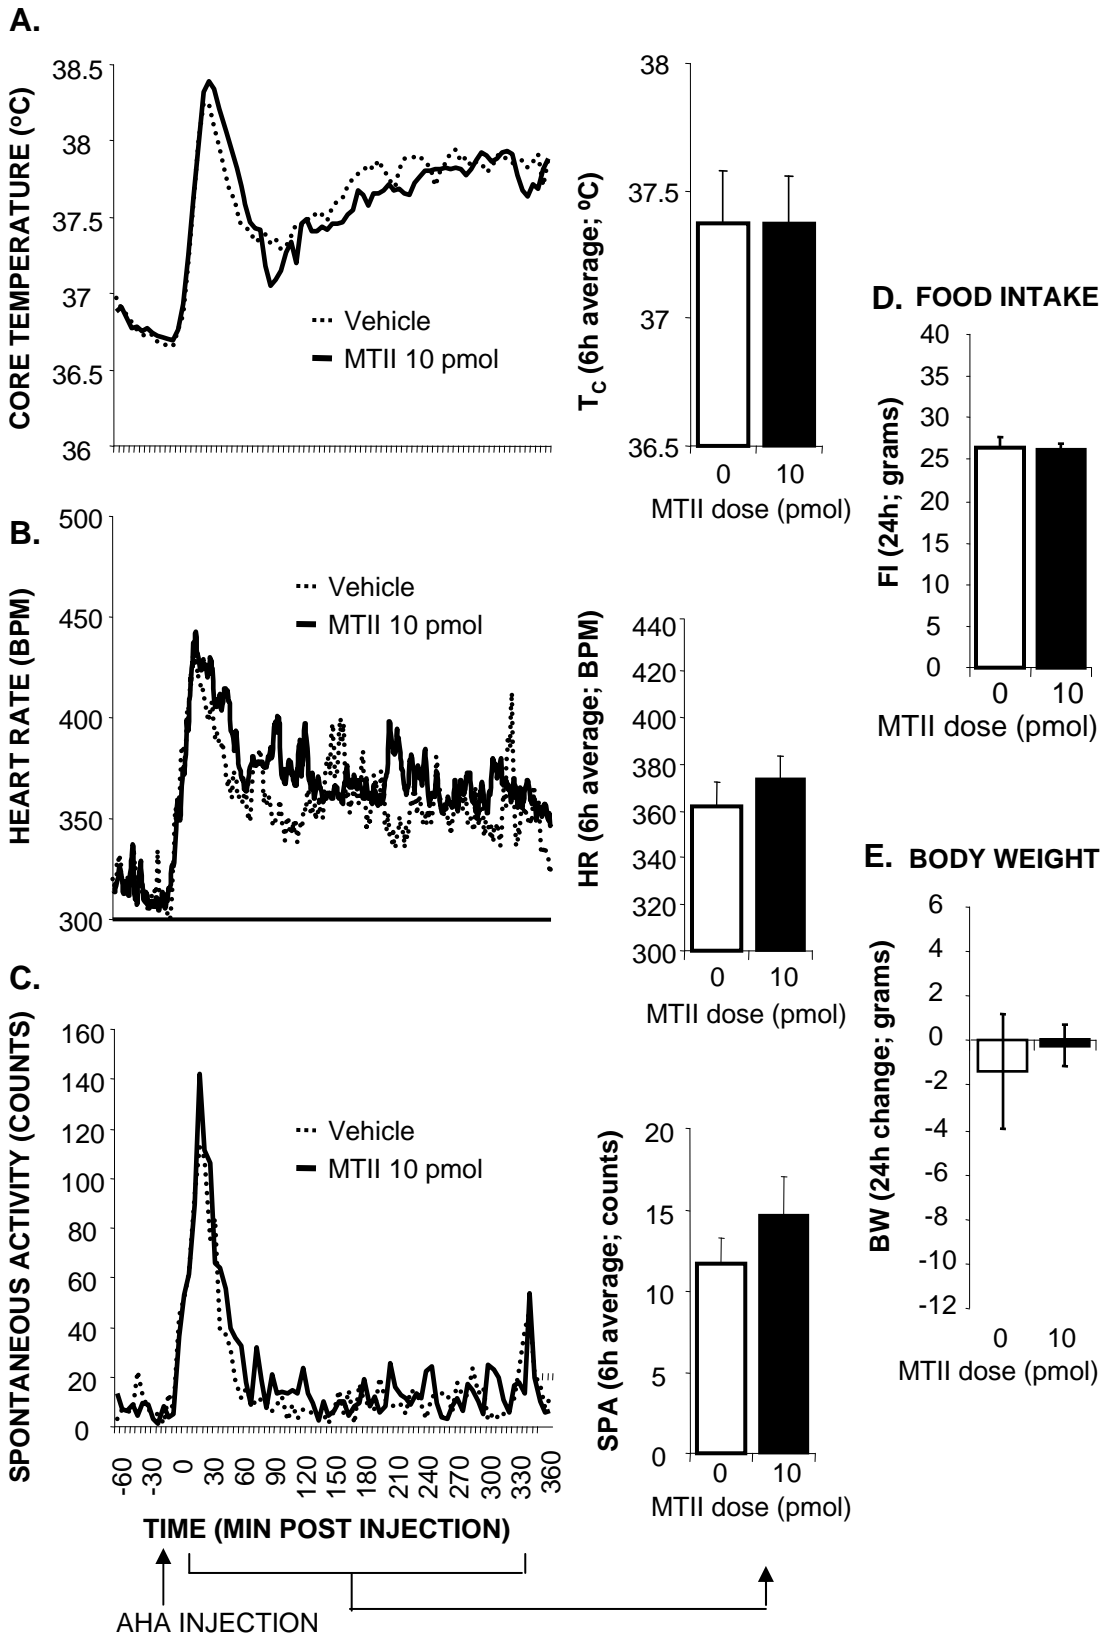 A.
CORE TEMPERATURE (ºC)
38.5
38
37.5
37
36.5
36
Vehicle
MTII 10 pmol
TC (6h average; ºC)
38
37.5
37
36.5
0 10
MTII dose (pmol)
B.
HEART RATE (BPM)
500
450
400
350
300
Vehicle
MTII 10 pmol
HR (6h average; BPM)
440
420
400
380
360
340
320
300
0 10
MTII dose (pmol)
C.
SPONTANEOUS ACTIVITY (COUNTS)
160
140
120
100
80
60
40
20
0
Vehicle
MTII 10 pmol
-60 -30 0 30 60 90 120 150 180 210 240 270 300 330 360
TIME (MIN POST INJECTION)
AHA INJECTION
SPA (6h average; counts)
20
15
10
5
0
0 10
MTII dose (pmol)
D. FOOD INTAKE
FI (24h; grams)
40
35
30
25
20
15
10
5
0
0 10
MTII dose (pmol)
E. BODY WEIGHT
BW (24h change; grams)
6
4
2
0
-2
-4
-6
-8
-10
-12
0 10
MTII dose (pmol)